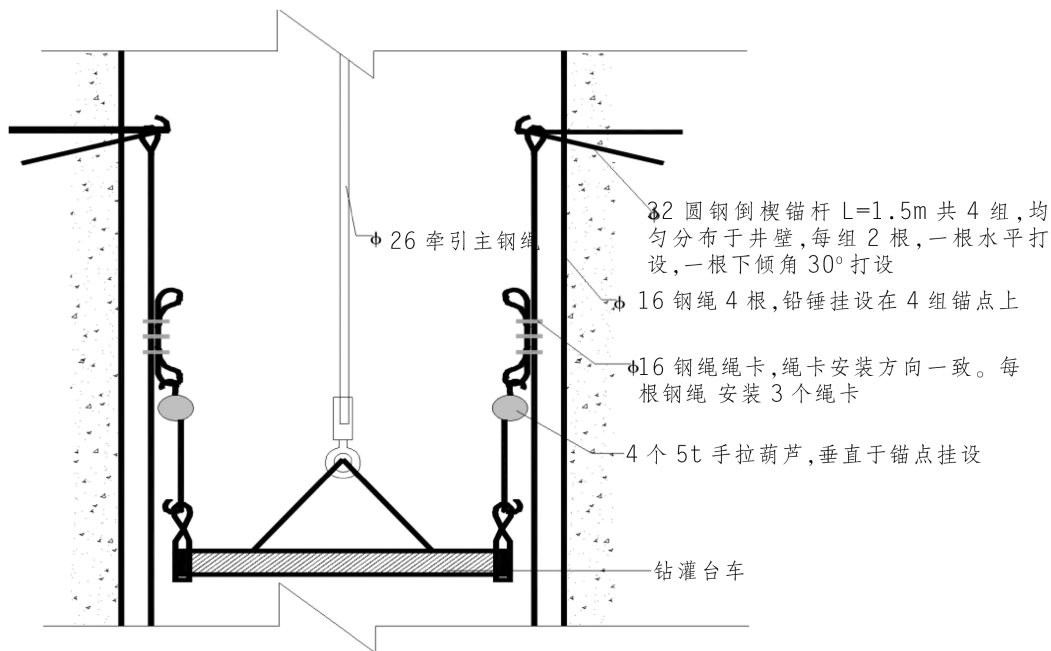 ϕ32 圆钢倒楔锚杆 L=1.5m 共 4 组,均
匀分布于井壁,每组 2 根,一根水平打
设,一根下倾角 30° 打设
ϕ 26 牵引主钢绳
ϕ 16 钢绳 4 根,铅锤挂设在 4 组锚点上
ϕ16 钢绳绳卡,绳卡安装方向一致。每
根钢绳 安装 3 个绳卡
4 个 5t 手拉葫芦,垂直于锚点挂设
钻灌台车